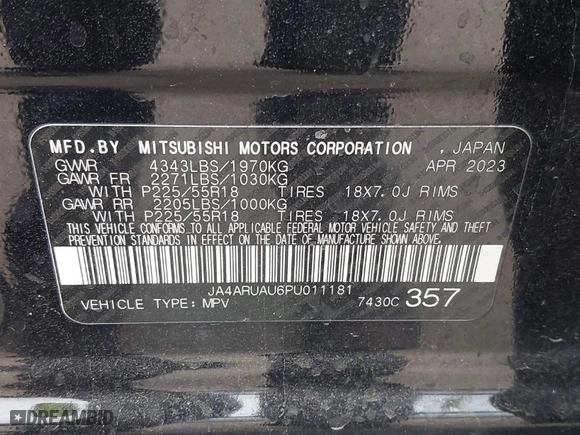 MFD.BY MITSUBISHI MOTORS CORPORATION , JAPAN
GVWR 4343LBS/1970KG APR 2023
GAWR FR 2271LBS/1030KG
WITH P225/55R18 TIRES 18X7.0J RIMS
GAWR RR 2205LBS/1000KG
WITH P225/55R18 TIRES 18X7.0J RIMS
THIS VEHICLE CONFORMS TO ALL APPLICABLE FEDERAL MOTOR VEHICLE SAFETY AND THEFT
PREVENTION STANDARDS IN EFFECT ON THE DATE OF MANUFACTURE SHOWN ABOVE.
JA4ARUAU6PU011181
VEHICLE TYPE: MPV 7430C 357
DREAMBID